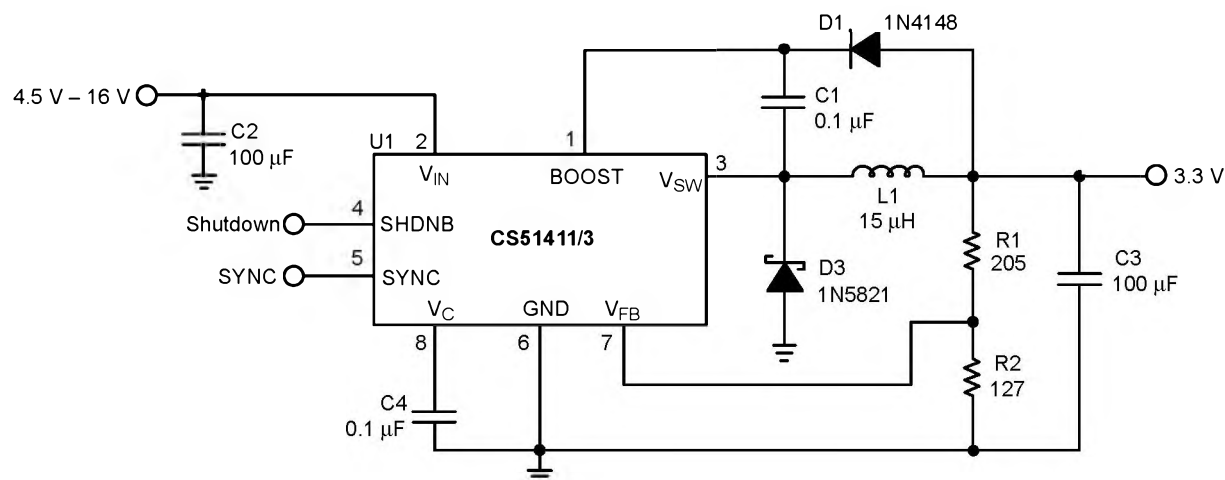 D1 1N4148
4.5 V – 16 V
C2
100 μF
U1
2
1
C1
0.1 μF
3
VIN
BOOST
VSW
3.3 V
L1
15 μH
Shutdown
4
SHDNB
CS51411/3
SYNC
5
SYNC
D3
1N5821
R1
205
C3
100 μF
VC
GND
VFB
8
6
7
R2
127
C4
0.1 μF